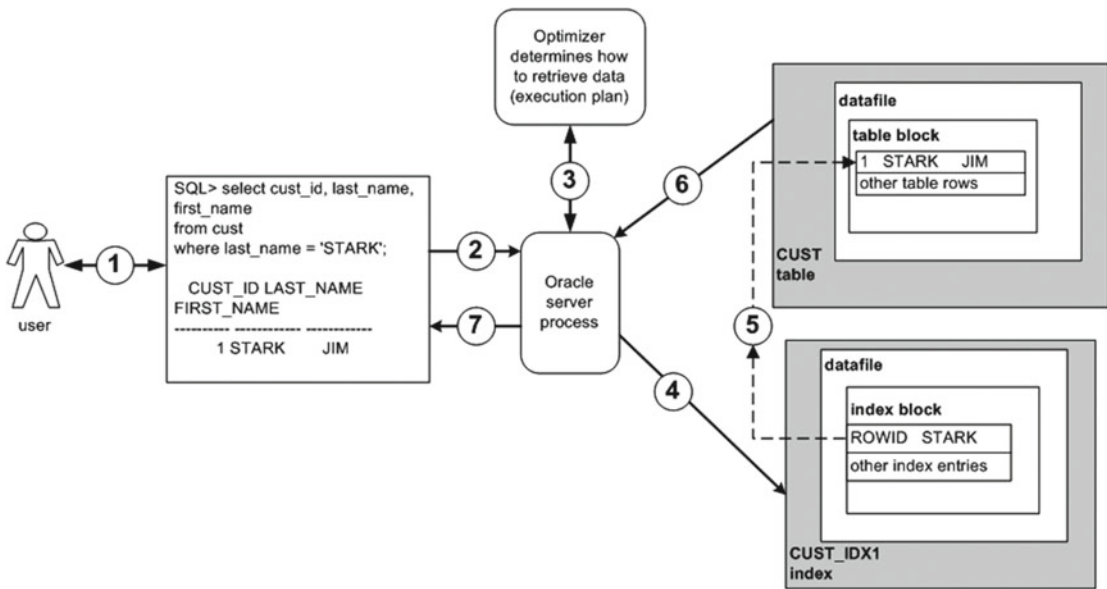 Optimizer
determines how
to retrieve data
(execution plan)
3
SQL> select cust_id, last_name,
first_name
from cust
where last_name = 'STARK';
CUST_ID LAST_NAME
FIRST_NAME
----------- ------------- -------------
1 STARK JIM
user
1
2
7
Oracle
server
process
6
4
5
datafile
table block
1 STARK JIM
other table rows
CUST
table
datafile
index block
ROWID STARK
other index entries
CUST_IDX1
index